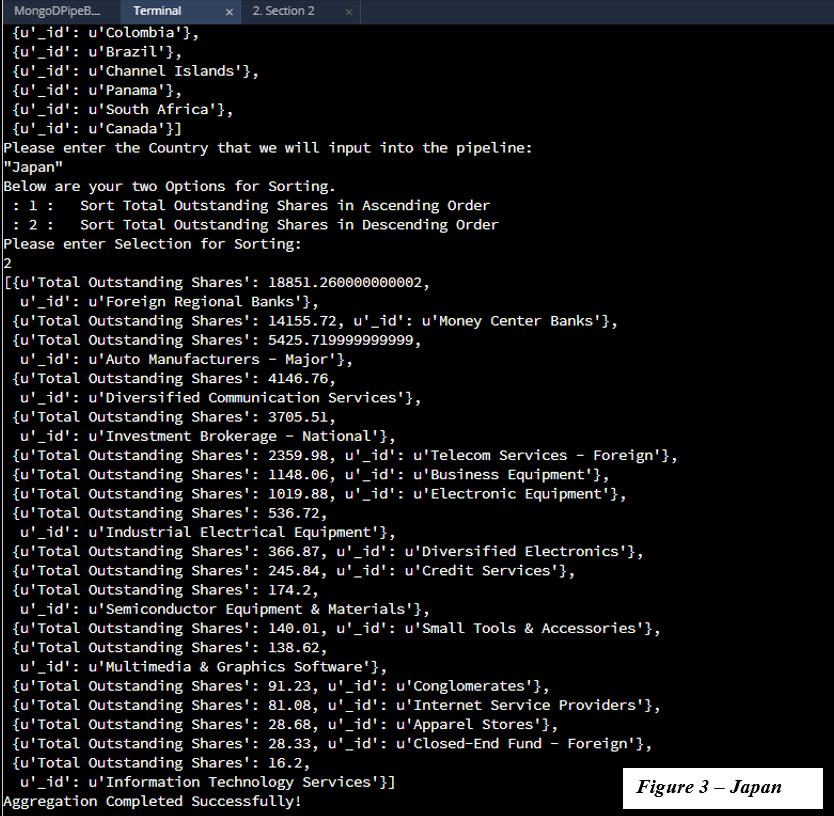 MongoDPipeB... Terminal × 2. Section 2 ×
{u'_id': u'Colombia'},
{u'_id': u'Brazil'},
{u'_id': u'Channel Islands'},
{u'_id': u'Panama'},
{u'_id': u'South Africa'},
{u'_id': u'Canada'}]
Please enter the Country that we will input into the pipeline:
"Japan"
Below are your two Options for Sorting.
: 1 :   Sort Total Outstanding Shares in Ascending Order
: 2 :   Sort Total Outstanding Shares in Descending Order
Please enter Selection for Sorting:
2
[{u'Total Outstanding Shares': 18851.260000000002,
u'_id': u'Foreign Regional Banks'},
{u'Total Outstanding Shares': 14155.72, u'_id': u'Money Center Banks'},
{u'Total Outstanding Shares': 5425.719999999999,
u'_id': u'Auto Manufacturers - Major'},
{u'Total Outstanding Shares': 4146.76,
u'_id': u'Diversified Communication Services'},
{u'Total Outstanding Shares': 3705.51,
u'_id': u'Investment Brokerage - National'},
{u'Total Outstanding Shares': 2359.98, u'_id': u'Telecom Services - Foreign'},
{u'Total Outstanding Shares': 1148.06, u'_id': u'Business Equipment'},
{u'Total Outstanding Shares': 1019.88, u'_id': u'Electronic Equipment'},
{u'Total Outstanding Shares': 536.72,
u'_id': u'Industrial Electrical Equipment'},
{u'Total Outstanding Shares': 366.87, u'_id': u'Diversified Electronics'},
{u'Total Outstanding Shares': 245.84, u'_id': u'Credit Services'},
{u'Total Outstanding Shares': 174.2,
u'_id': u'Semiconductor Equipment & Materials'},
{u'Total Outstanding Shares': 140.01, u'_id': u'Small Tools & Accessories'},
{u'Total Outstanding Shares': 138.62,
u'_id': u'Multimedia & Graphics Software'},
{u'Total Outstanding Shares': 91.23, u'_id': u'Conglomerates'},
{u'Total Outstanding Shares': 81.08, u'_id': u'Internet Service Providers'},
{u'Total Outstanding Shares': 28.68, u'_id': u'Apparel Stores'},
{u'Total Outstanding Shares': 28.33, u'_id': u'Closed-End Fund - Foreign'},
{u'Total Outstanding Shares': 16.2,
u'_id': u'Information Technology Services'}]
Aggregation Completed Successfully!
Figure 3 – Japan